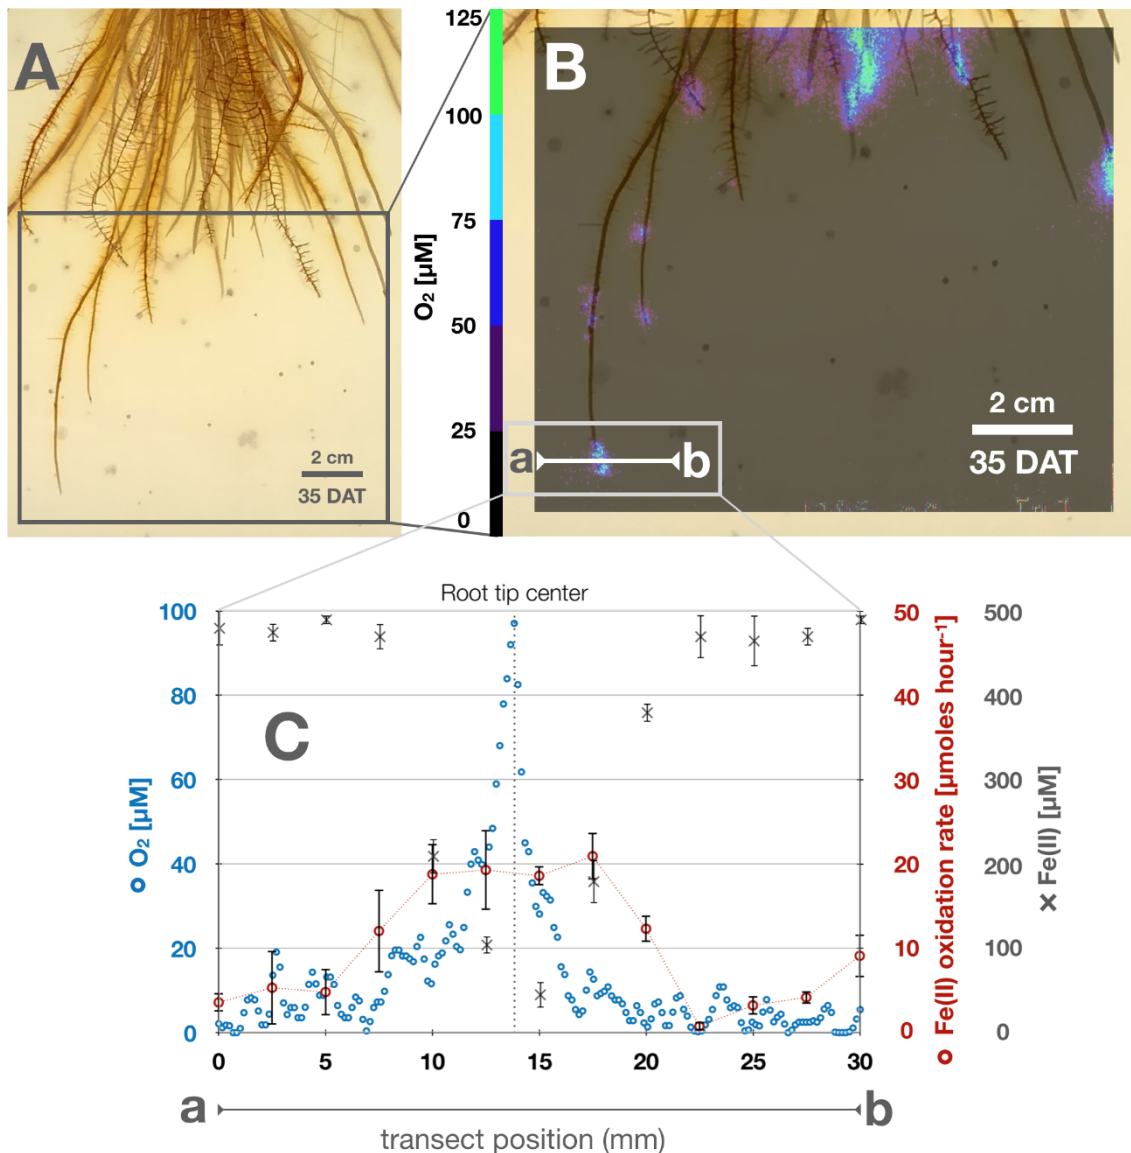 A
2 cm
35 DAT
O₂ [µM]
125
100
75
50
25
0
B
a
b
2 cm
35 DAT
C
Root tip center
O₂ [µM]
100
80
60
40
20
0
Fe(II) oxidation rate [µmoles hour⁻¹]
50
40
30
20
10
0
Fe(II) [µM]
500
400
300
200
100
0
0 5 10 15 20 25 30
a b
transect position (mm)